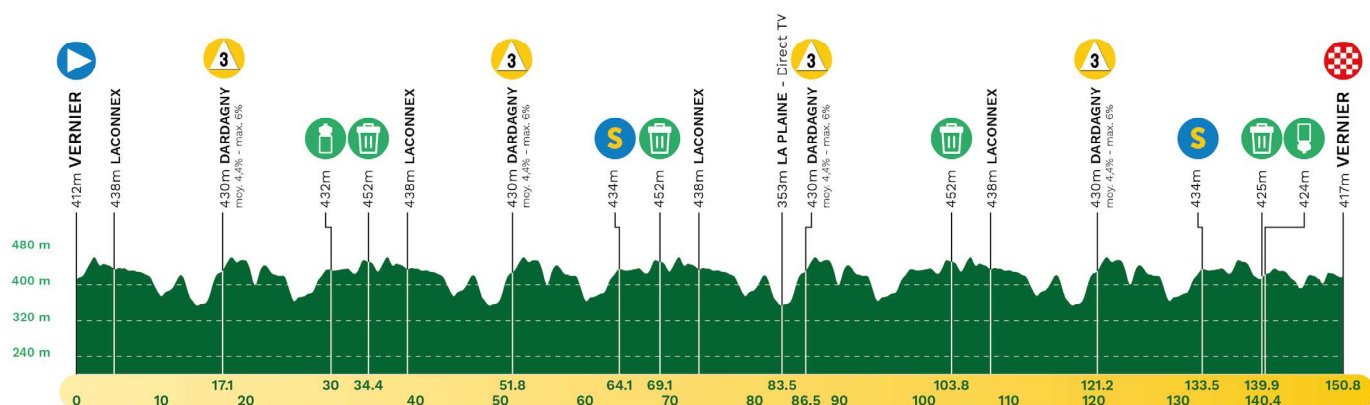 412m VERNIER
438m LACONNEX
3
430m DARDAGNY
moy. 4,4% - max. 6%
432m
452m
438m LACONNEX
3
430m DARDAGNY
moy. 4,4% - max. 6%
S
434m
452m
438m LACONNEX
353m LA PLAINE - Direct TV
3
430m DARDAGNY
moy. 4,4% - max. 6%
452m
438m LACONNEX
3
430m DARDAGNY
moy. 4,4% - max. 6%
S
434m
425m
424m
417m VERNIER
480 m
400 m
320 m
240 m
17.1 30 34.4 51.8 64.1 69.1 83.5 103.8 121.2 133.5 139.9 150.8
0 10 20 40 50 60 70 80 86.5 90 100 110 120 130 140.4